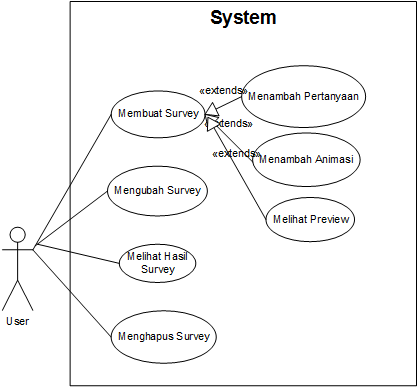 System
«extends»
Menambah Pertanyaan
Membuat Survey
«extends»
«extends»
Menambah Animasi
Mengubah Survey
Melihat Preview
Melihat Hasil
Survey
User
Menghapus Survey